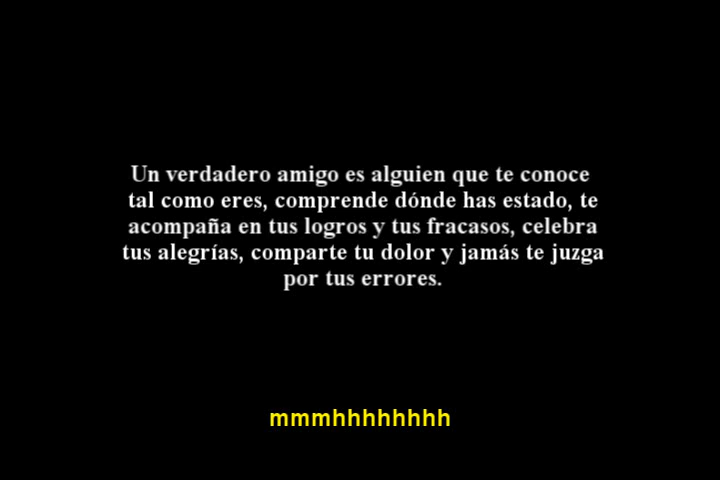 Un verdadero amigo es alguien que te conoce
tal como eres, comprende dónde has estado, te
acompaña en tus logros y tus fracasos, celebra
tus alegrías, comparte tu dolor y jamás te juzga
por tus errores.
mmmhhhhhhhh